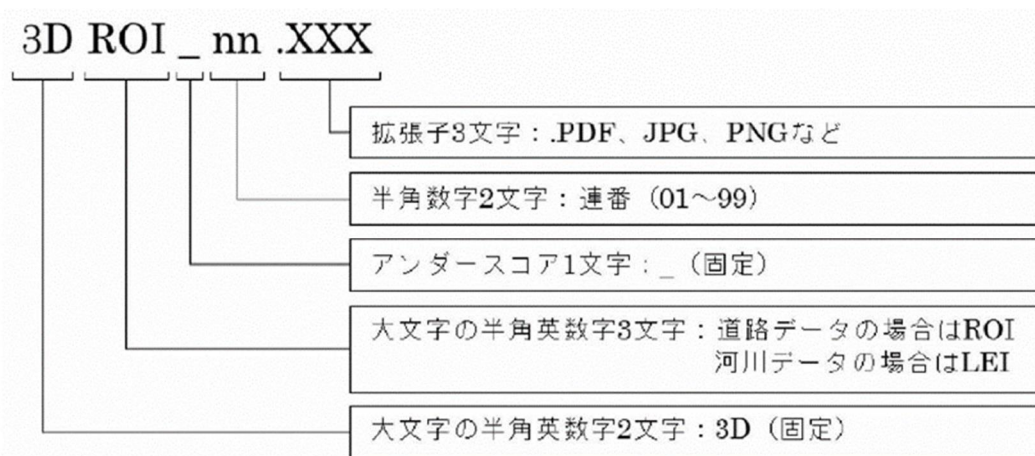 3D ROI _ nn .XXX
拡張子3文字：.PDF、JPG、PNGなど
半角数字2文字：連番（01～99）
アンダースコア1文字：_（固定）
大文字の半角英数字3文字：道路データの場合はROI
河川データの場合はLEI
大文字の半角英数字2文字：3D（固定）